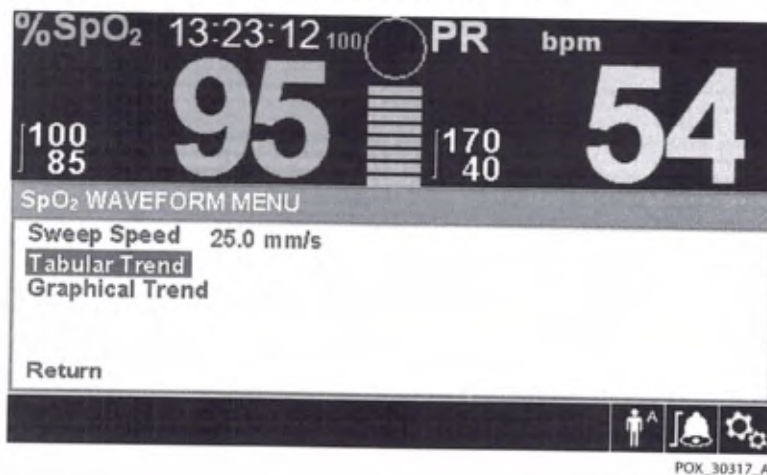 %SpO₂ 13:23:12 100 PR bpm
95 54
100 170
85 40
SpO₂ WAVEFORM MENU
Sweep Speed 25.0 mm/s
Tabular Trend
Graphical Trend
Return
A
POX_30317_A